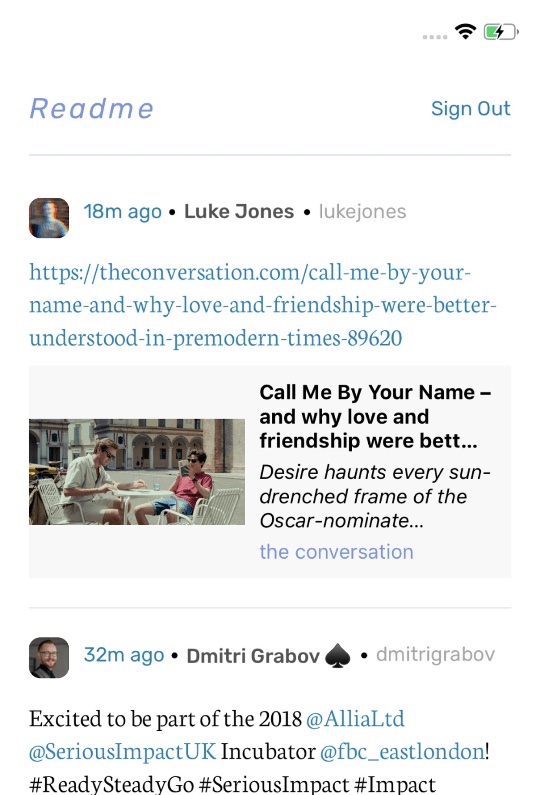 Readme
Sign Out
18m ago • Luke Jones • lukejones
https://theconversation.com/call-me-by-your-
name-and-why-love-and-friendship-were-better-
understood-in-premodern-times-89620
Call Me By Your Name –
and why love and
friendship were bett...
Desire haunts every sun-
drenched frame of the
Oscar-nominate...
the conversation
32m ago • Dmitri Grabov ♠ • dmitrigrabov
Excited to be part of the 2018 @AlliaLtd
@SeriousImpactUK Incubator @fbc_eastlondon!
#ReadySteadyGo #SeriousImpact #Impact